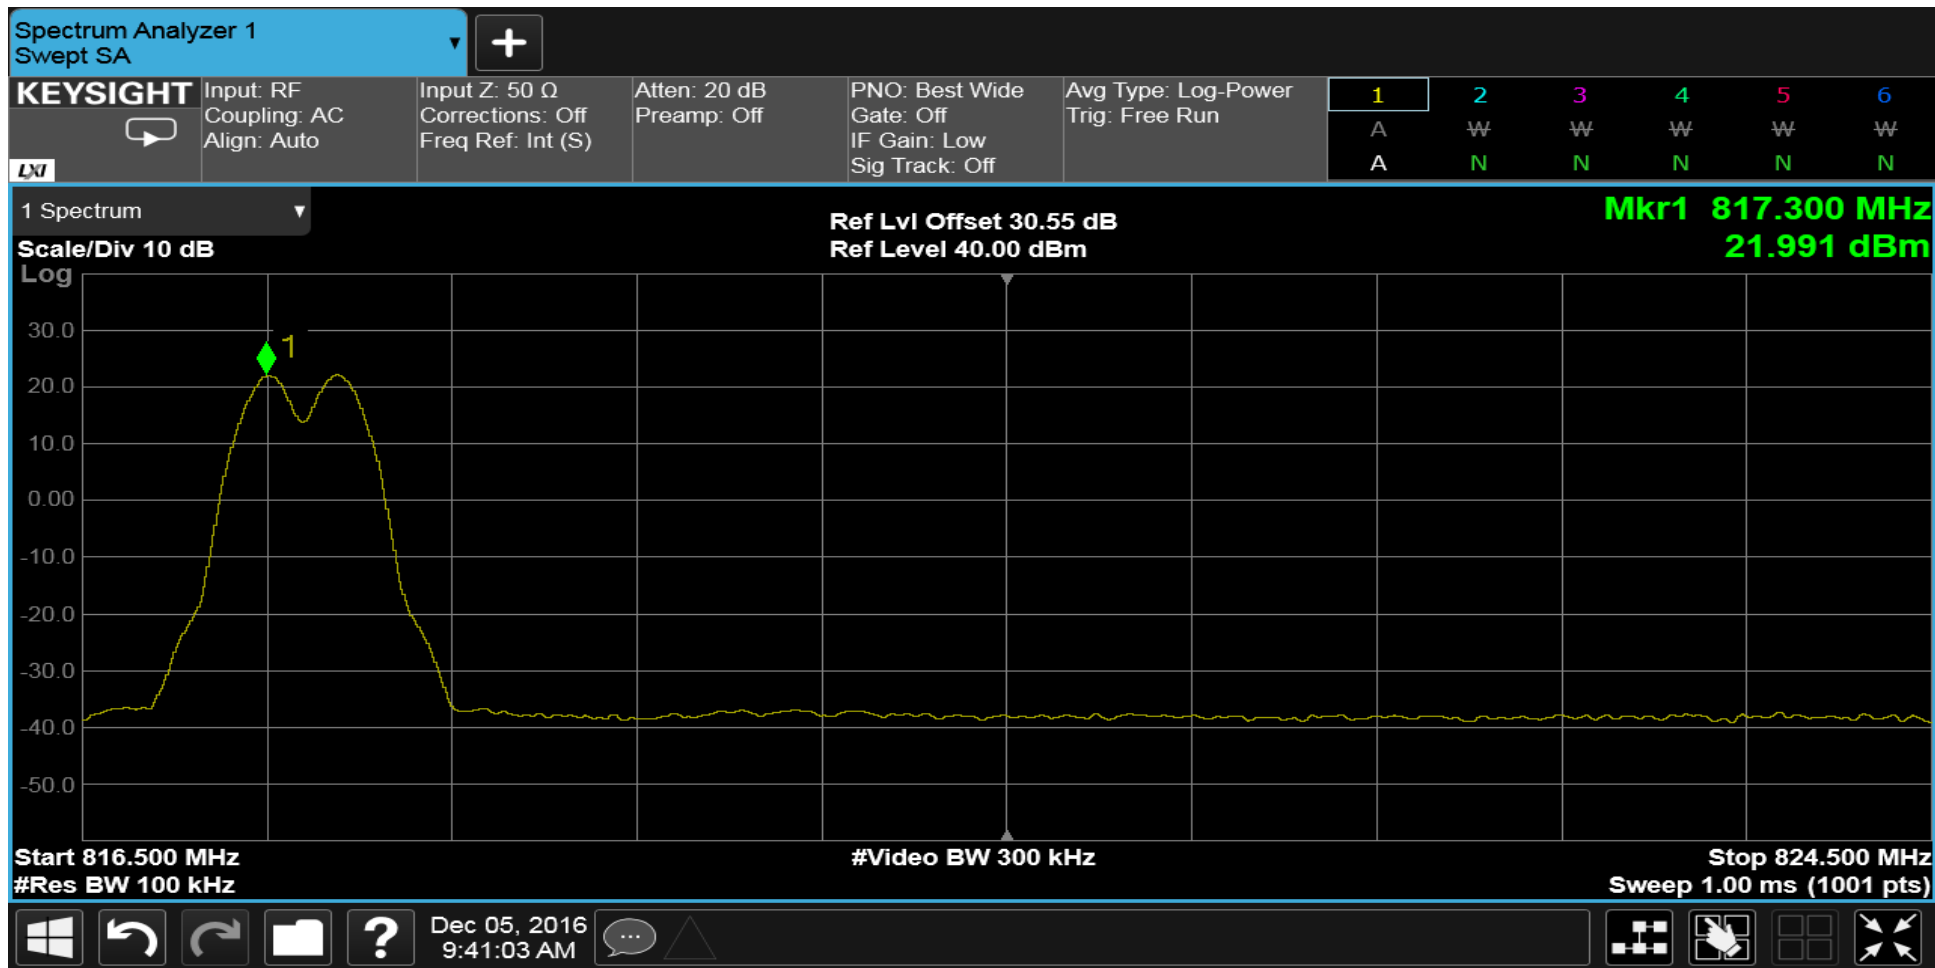 Spectrum Analyzer 1
Swept SA
KEYSIGHT
LXI
Input: RF
Coupling: AC
Align: Auto
Input Z: 50 Ω
Corrections: Off
Freq Ref: Int (S)
Atten: 20 dB
Preamp: Off
PNO: Best Wide
Gate: Off
IF Gain: Low
Sig Track: Off
Avg Type: Log-Power
Trig: Free Run
1 2 3 4 5 6
A W W W W W
A N N N N N
1 Spectrum
Scale/Div 10 dB
Log
Ref Lvl Offset 30.55 dB
Ref Level 40.00 dBm
Mkr1 817.300 MHz
21.991 dBm
1
30.0
20.0
10.0
0.00
-10.0
-20.0
-30.0
-40.0
-50.0
Start 816.500 MHz
#Res BW 100 kHz
#Video BW 300 kHz
Stop 824.500 MHz
Sweep 1.00 ms (1001 pts)
?
Dec 05, 2016
9:41:03 AM